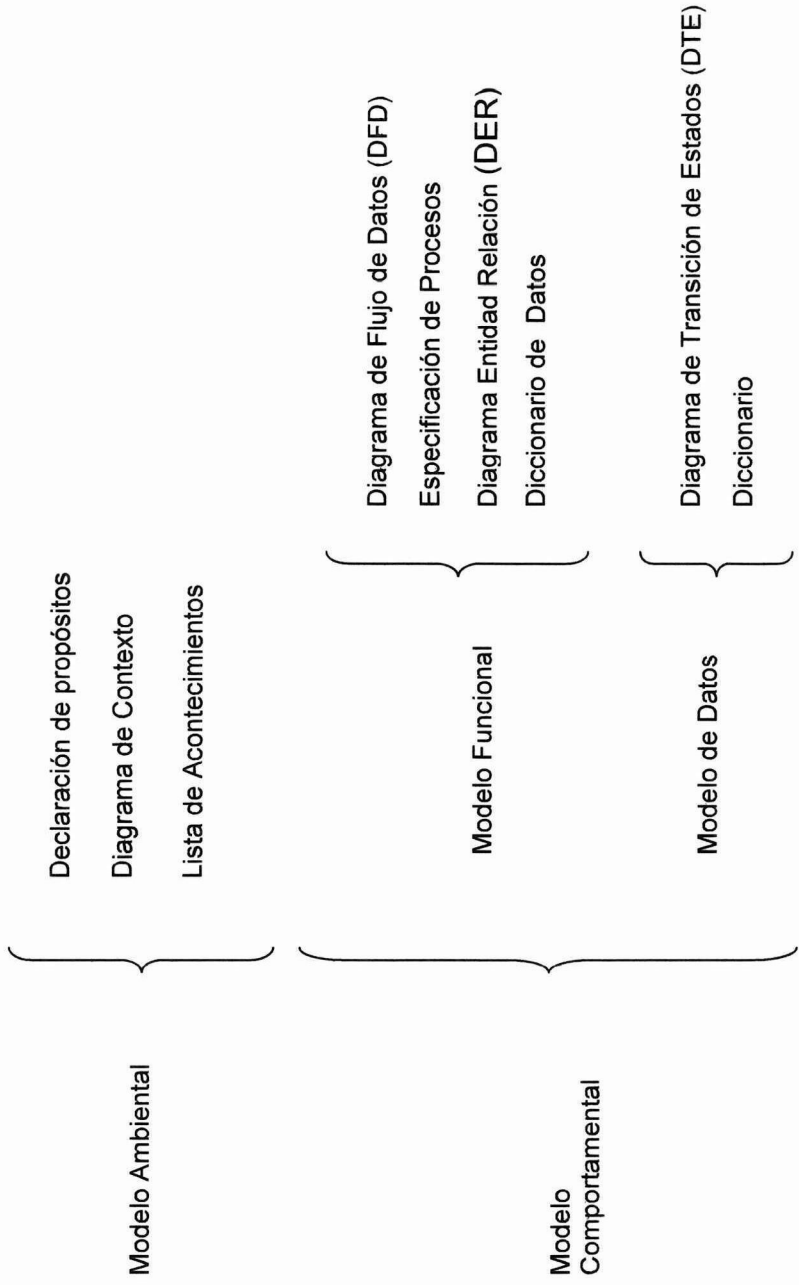 Modelo Ambiental
Declaración de propósitos
Diagrama de Contexto
Lista de Acontecimientos
Modelo
Comportamental
Modelo Funcional
Diagrama de Flujo de Datos (DFD)
Especificación de Procesos
Diagrama Entidad Relación (DER)
Diccionario de Datos
Modelo de Datos
Diagrama de Transición de Estados (DTE)
Diccionario